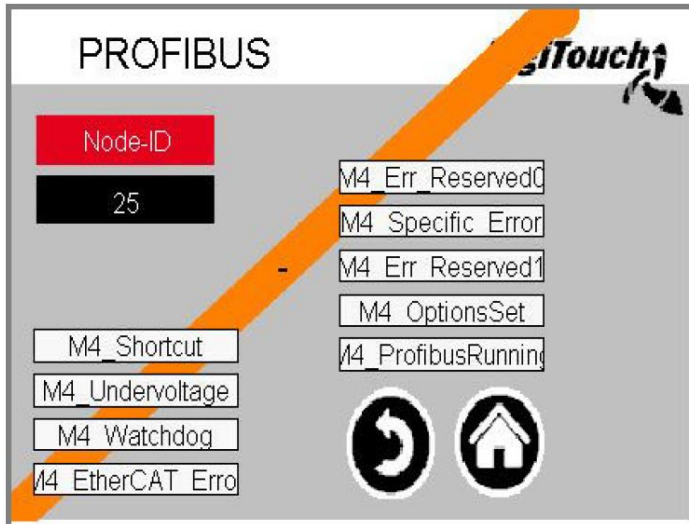 PROFIBUS
giTouch
Node-ID
25
-
M4_Shortcut
M4_Undervoltage
M4_Watchdog
M4_EtherCAT_Erro
M4_Err_Reserved0
M4_Specific_Error
M4_Err_Reserved1
M4_OptionsSet
M4_ProfibusRunning